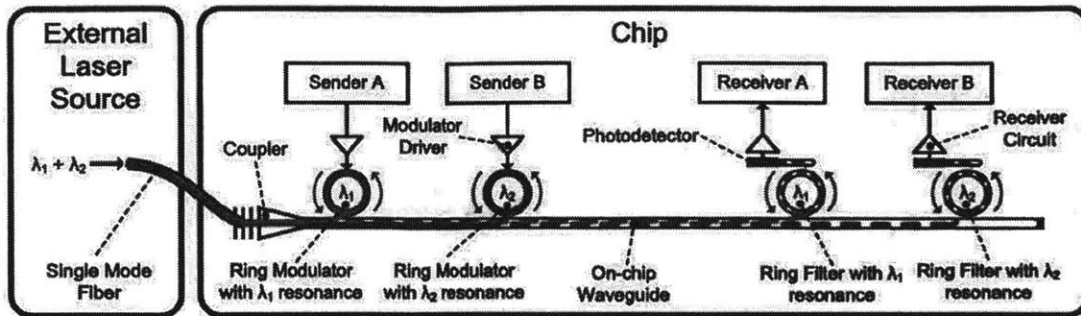 External
Laser
Source
λ₁ + λ₂
Single Mode
Fiber
Chip
Sender A
Sender B
Receiver A
Receiver B
Coupler
Modulator
Driver
Photodetector
Receiver
Circuit
λ₁
λ₂
λ₁
λ₂
Ring Modulator
with λ₁ resonance
Ring Modulator
with λ₂ resonance
On-chip
Waveguide
Ring Filter with λ₁
resonance
Ring Filter with λ₂
resonance